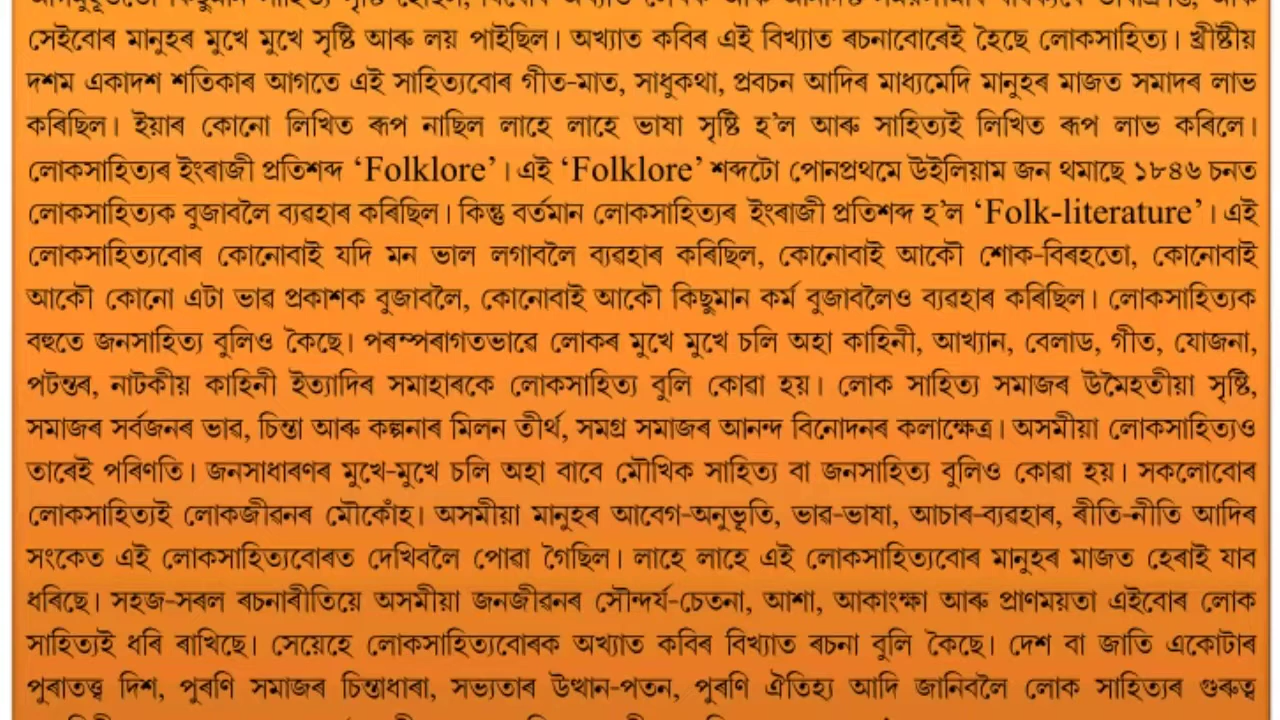 সেইবোৰ মানুহৰ মুখে মুখে সৃষ্টি আৰু লয় পাইছিল। অখ্যাত কবিৰ এই বিখ্যাত ৰচনাবোৰেই হৈছে লোকসাহিত্য। খ্ৰীষ্টীয়
দশম একাদশ শতিকাৰ আগতে এই সাহিত্যবোৰ গীত-মাত, সাধুকথা, প্ৰবচন আদিৰ মাধ্যমেদি মানুহৰ মাজত সমাদৰ লাভ
কৰিছিল। ইয়াৰ কোনো লিখিত ৰূপ নাছিল লাহে লাহে ভাষা সৃষ্টি হ’ল আৰু সাহিত্যই লিখিত ৰূপ লাভ কৰিলে।
লোকসাহিত্যৰ ইংৰাজী প্ৰতিশব্দ ‘Folklore’। এই ‘Folklore’ শব্দটো পোনপ্ৰথমে উইলিয়াম জন থমাছে ১৮৪৬ চনত
লোকসাহিত্যক বুজাবলৈ ব্যৱহাৰ কৰিছিল। কিন্তু বৰ্তমান লোকসাহিত্যৰ ইংৰাজী প্ৰতিশব্দ হ’ল ‘Folk-literature’। এই
লোকসাহিত্যবোৰ কোনোবাই যদি মন ভাল লগাবলৈ ব্যৱহাৰ কৰিছিল, কোনোবাই আকৌ শোক-বিৰহতো, কোনোবাই
আকৌ কোনো এটা ভাৱ প্ৰকাশক বুজাবলৈ, কোনোবাই আকৌ কিছুমান কৰ্ম বুজাবলৈও ব্যৱহাৰ কৰিছিল। লোকসাহিত্যক
বহুতে জনসাহিত্য বুলিও কৈছে। পৰম্পৰাগতভাৱে লোকৰ মুখে মুখে চলি অহা কাহিনী, আখ্যান, বেলাড, গীত, যোজনা,
পটন্তৰ, নাটকীয় কাহিনী ইত্যাদিৰ সমাহাৰকে লোকসাহিত্য বুলি কোৱা হয়। লোক সাহিত্য সমাজৰ উমৈহতীয়া সৃষ্টি,
সমাজৰ সৰ্বজনৰ ভাৱ, চিন্তা আৰু কল্পনাৰ মিলন তীৰ্থ, সমগ্ৰ সমাজৰ আনন্দ বিনোদনৰ কলাক্ষেত্ৰ। অসমীয়া লোকসাহিত্যও
তাৰেই পৰিণতি। জনসাধাৰণৰ মুখে-মুখে চলি অহা বাবে মৌখিক সাহিত্য বা জনসাহিত্য বুলিও কোৱা হয়। সকলোবোৰ
লোকসাহিত্যই লোকজীৱনৰ মৌকোঁহ। অসমীয়া মানুহৰ আবেগ-অনুভূতি, ভাৱ-ভাষা, আচাৰ-ব্যৱহাৰ, ৰীতি-নীতি আদিৰ
সংকেত এই লোকসাহিত্যবোৰত দেখিবলৈ পোৱা গৈছিল। লাহে লাহে এই লোকসাহিত্যবোৰ মানুহৰ মাজত হেৰাই যাব
ধৰিছে। সহজ-সৰল ৰচনাৰীতিয়ে অসমীয়া জনজীৱনৰ সৌন্দৰ্য-চেতনা, আশা, আকাংক্ষা আৰু প্ৰাণময়তা এইবোৰ লোক
সাহিত্যই ধৰি ৰাখিছে। সেয়েহে লোকসাহিত্যবোৰক অখ্যাত কবিৰ বিখ্যাত ৰচনা বুলি কৈছে। দেশ বা জাতি একোটাৰ
পুৰাতত্ত্ব দিশ, পুৰণি সমাজৰ চিন্তাধাৰা, সভ্যতাৰ উত্থান-পতন, পুৰণি ঐতিহ্য আদি জানিবলৈ লোক সাহিত্যৰ গুৰুত্ব